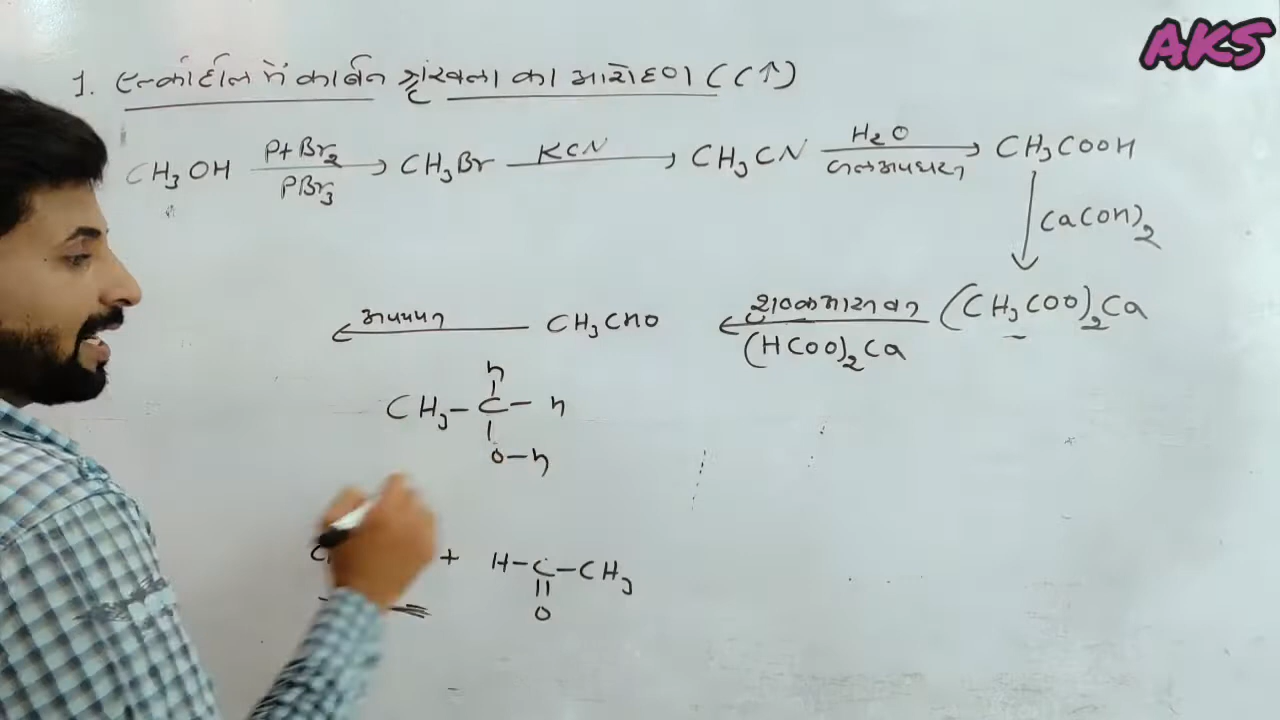 AKS
1. एल्कोहॉल में कार्बन श्रृंखला का आरोहण (C↑)
CH₃OH P+Br₂ PBr₃ → CH₃Br KCN → CH₃CN H₂O जलअपघटन → CH₃COOH
↓ Ca(OH)₂
(CH₃COO)₂Ca
← शुष्क आसवन (HCOO)₂Ca
CH₃CHO
← अपचयन
H
CH₃–C–H
O–H
+ H–C–CH₃
O